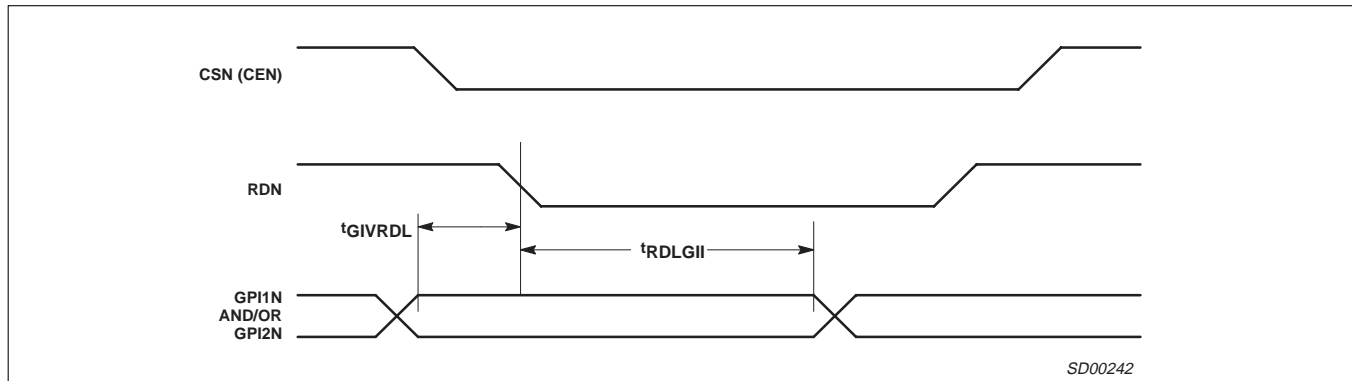 CSN (CEN)
RDN
tGIVRDL
tRDLGII
GPI1N
AND/OR
GPI2N
SD00242